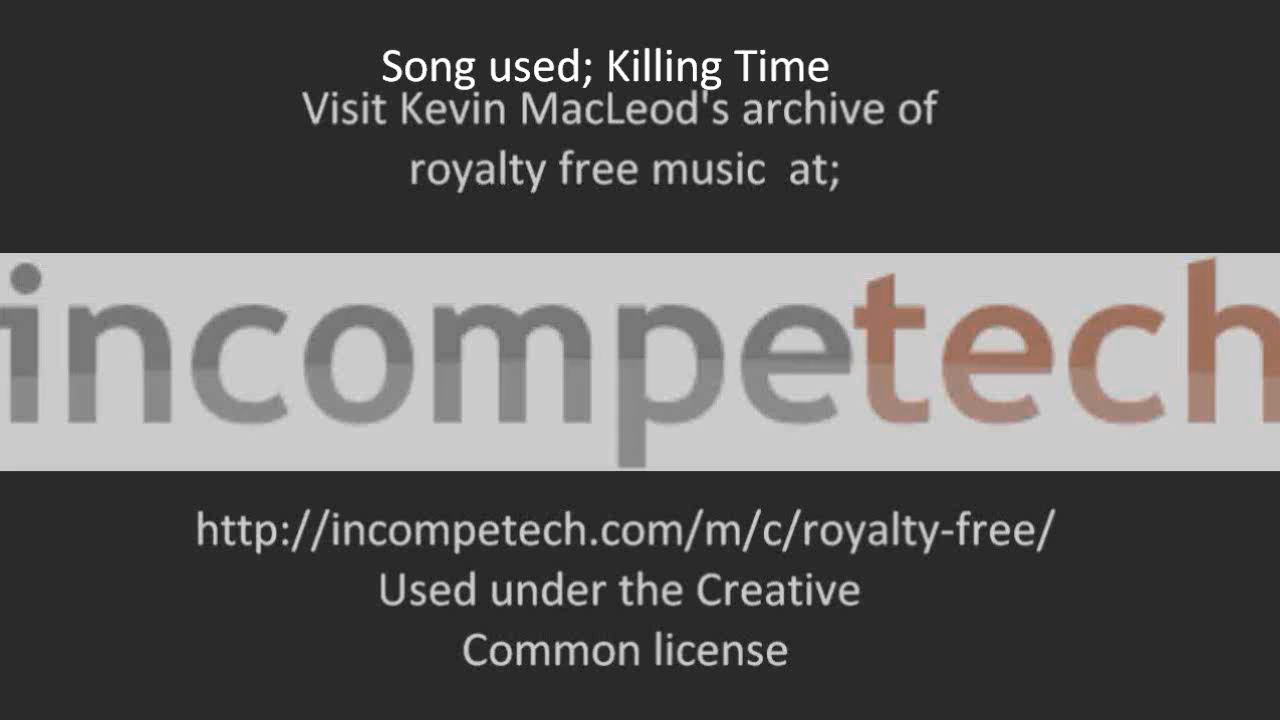 Song used; Killing Time
Visit Kevin MacLeod's archive of
royalty free music  at;
incompetech
http://incompetech.com/m/c/royalty-free/
Used under the Creative
Common license